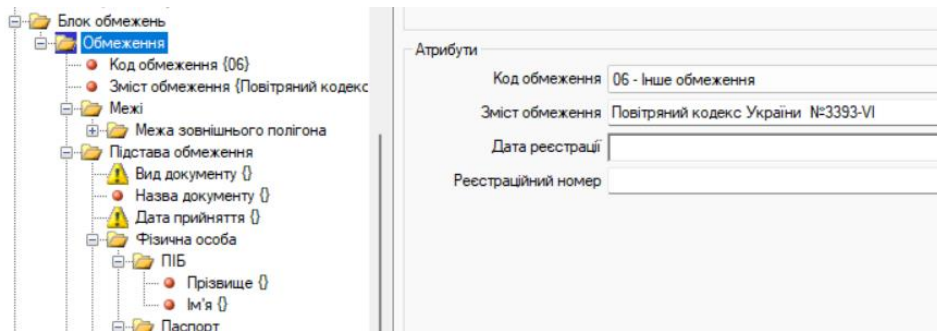 Блок обмежень
Обмеження
Код обмеження {06}
Зміст обмеження {Повітряний кодекс
Межі
Межа зовнішнього полігона
Підстава обмеження
Вид документу {}
Назва документу {}
Дата прийняття {}
Фізична особа
ПІБ
Прізвище {}
Ім'я {}
Паспорт
Атрибути
Код обмеження 06 - Інше обмеження
Зміст обмеження Повітряний кодекс України №3393-VI
Дата реєстрації
Реєстраційний номер